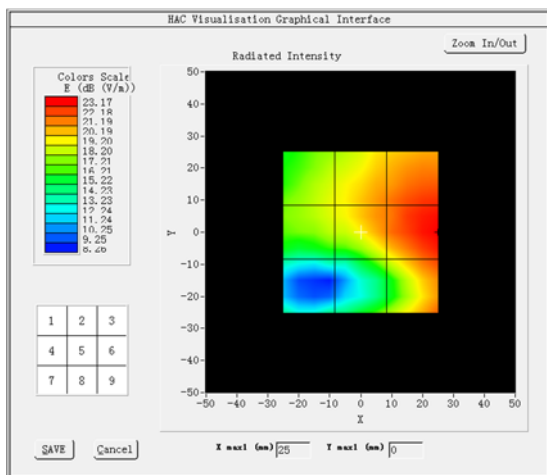 HAC Visualisation Graphical Interface
Zoom In/Out
Radiated Intensity
Colors Scale
E (dB (V/m))
23.17
22.18
21.19
20.19
19.20
18.20
17.21
16.21
15.22
14.23
13.23
12.24
11.24
10.25
9.25
8.26
50
40
30
20
10
0
-10
-20
-30
-40
-50
Y
-50 -40 -30 -20 -10 0 10 20 30 40 50
X
1 2 3
4 5 6
7 8 9
SAVE Cancel X max1 (mm) 25 Y max1 (mm) 0